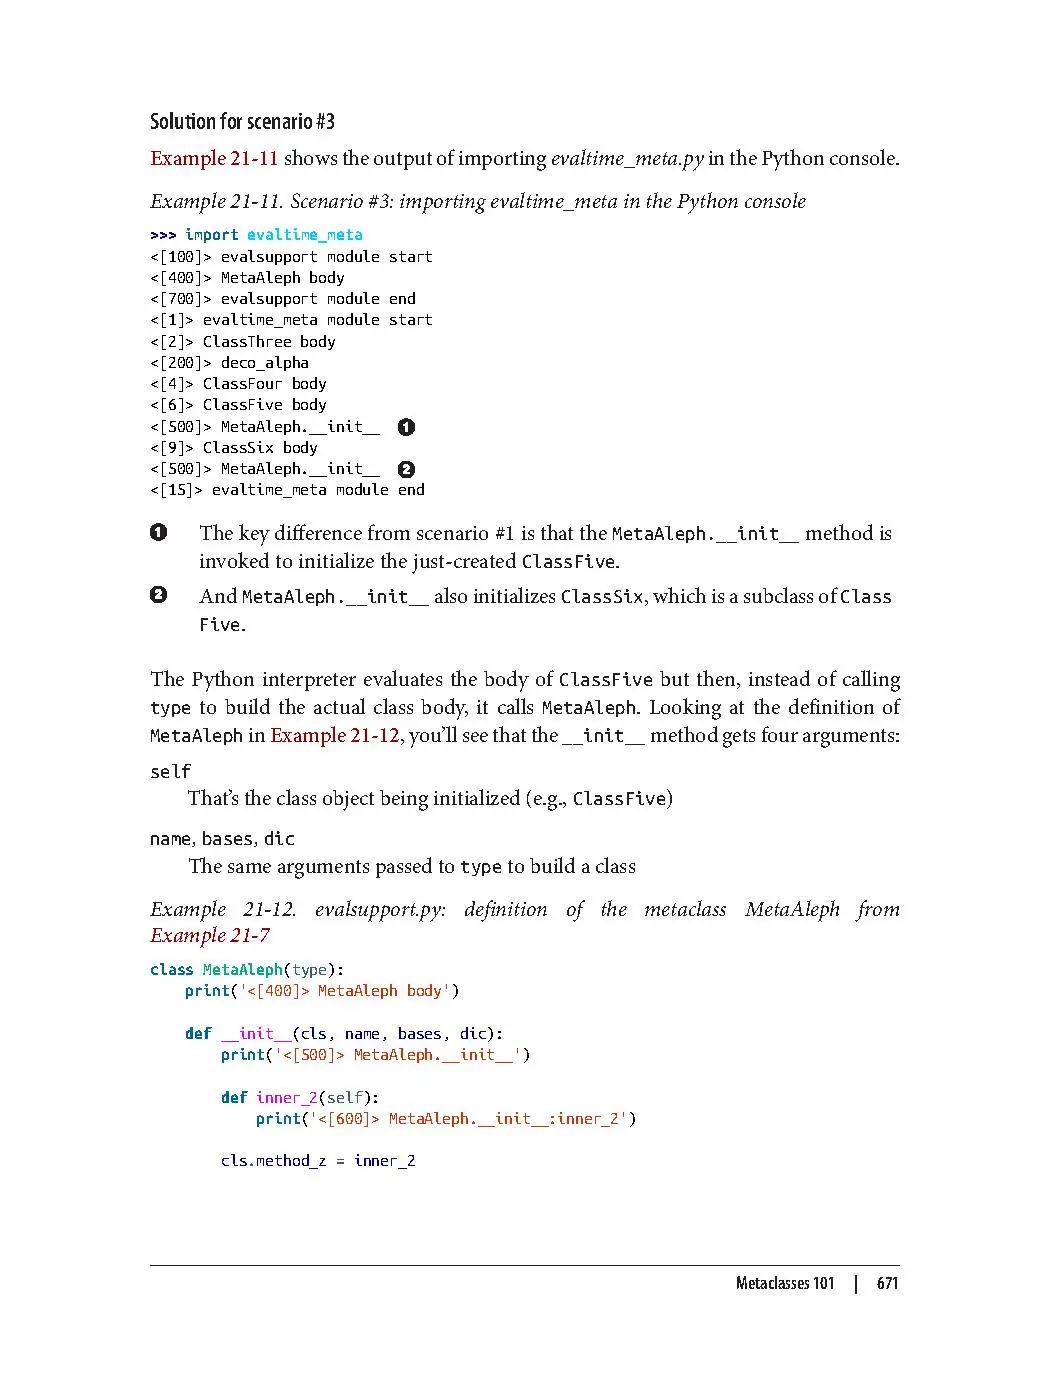 Solution for scenario #3
Example 21-11 shows the output of importing evaltime_meta.py in the Python console.
Example 21-11. Scenario #3: importing evaltime_meta in the Python console
>>> import evaltime_meta
<[100]> evalsupport module start
<[400]> MetaAleph body
<[700]> evalsupport module end
<[1]> evaltime_meta module start
<[2]> ClassThree body
<[200]> deco_alpha
<[4]> ClassFour body
<[6]> ClassFive body
<[500]> MetaAleph.__init__ ❶
<[9]> ClassSix body
<[500]> MetaAleph.__init__ ❷
<[15]> evaltime_meta module end
❶ The key difference from scenario #1 is that the MetaAleph.__init__ method is
invoked to initialize the just-created ClassFive.
❷ And MetaAleph.__init__ also initializes ClassSix, which is a subclass of Class
Five.
The Python interpreter evaluates the body of ClassFive but then, instead of calling
type to build the actual class body, it calls MetaAleph. Looking at the definition of
MetaAleph in Example 21-12, you’ll see that the __init__ method gets four arguments:
self
That’s the class object being initialized (e.g., ClassFive)
name, bases, dic
The same arguments passed to type to build a class
Example 21-12. evalsupport.py: definition of the metaclass MetaAleph from
Example 21-7
class MetaAleph(type):
    print('<[400]> MetaAleph body')
    def __init__(cls, name, bases, dic):
        print('<[500]> MetaAleph.__init__')
        def inner_2(self):
            print('<[600]> MetaAleph.__init__:inner_2')
        cls.method_z = inner_2
Metaclasses 101 | 671